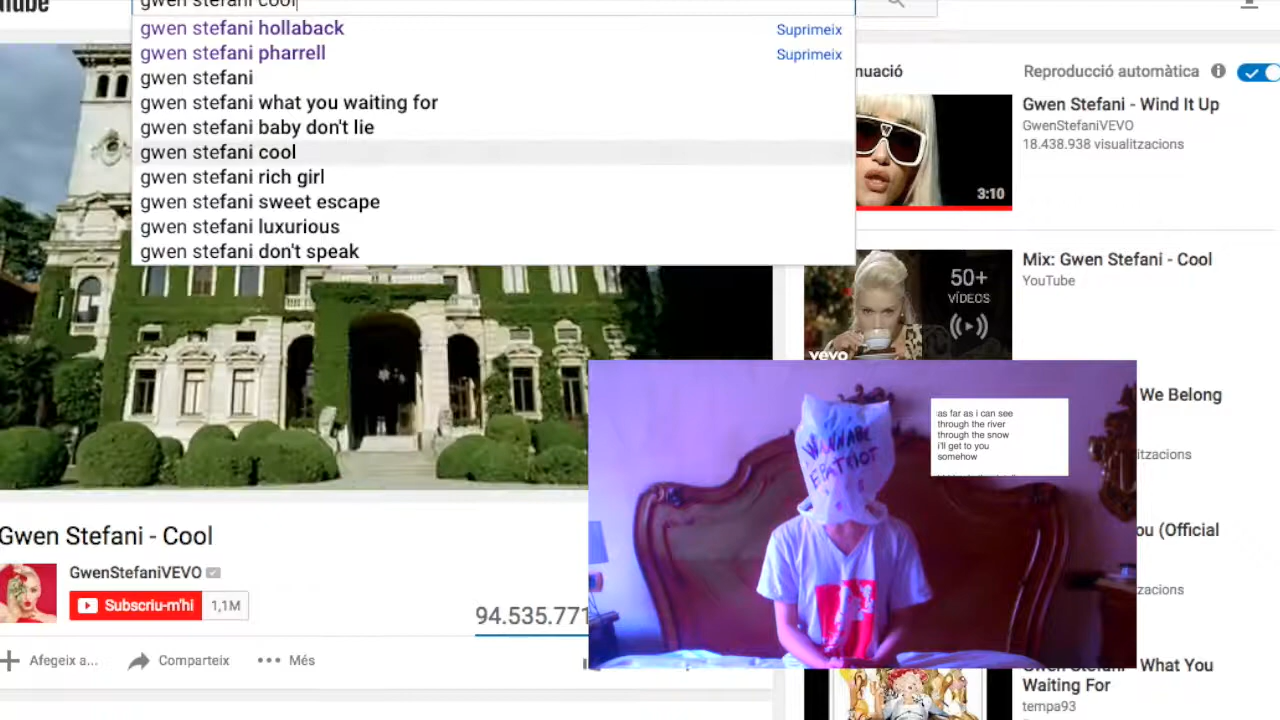 gwen stefani cool
gwen stefani hollaback
Suprimeix
gwen stefani pharrell
Suprimeix
gwen stefani
gwen stefani what you waiting for
gwen stefani baby don't lie
gwen stefani cool
gwen stefani rich girl
gwen stefani sweet escape
gwen stefani luxurious
gwen stefani don't speak
Reproducció automàtica
Gwen Stefani - Wind It Up
GwenStefaniVEVO
18.438.938 visualitzacions
3:10
Mix: Gwen Stefani - Cool
YouTube
50+
VÍDEOS
vevo
We Belong
as far as i can see
through the river
through the snow
i'll get to you
somehow
WANNABE
EPATRIOT
(Official
Gwen Stefani - Cool
GwenStefaniVEVO
Subscriu-m'hi
1,1M
94.535.771
Afegeix a...
Comparteix
Més
Gwen Stefani - What You
Waiting For
tempa93